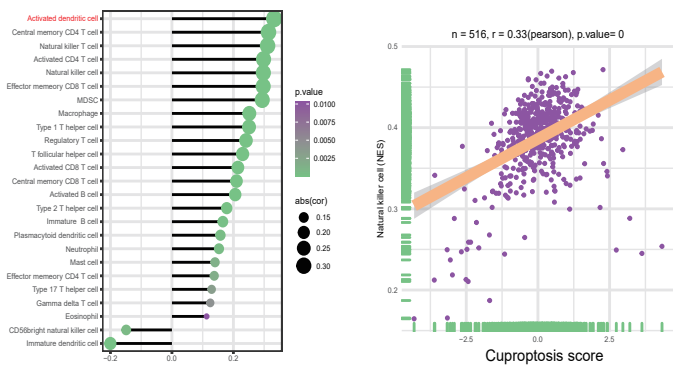 Activated dendritic cell
Central memory CD4 T cell
Natural killer T cell
Activated CD4 T cell
Natural killer cell
Effector memeory CD8 T cell
MDSC
Macrophage
Type 1 T helper cell
Regulatory T cell
T follicular helper cell
Activated CD8 T cell
Central memory CD8 T cell
Activated B cell
Type 2 T helper cell
Immature B cell
Plasmacytoid dendritic cell
Neutrophil
Mast cell
Effector memeory CD4 T cell
Type 17 T helper cell
Gamma delta T cell
Eosinophil
CD56bright natural killer cell
Immature dendritic cell
−0.2 0.0 0.2
p.value
0.0100
0.0075
0.0050
0.0025
abs(cor)
0.15
0.20
0.25
0.30
n = 516, r = 0.33(pearson), p.value= 0
Natural killer cell (NES)
0.5
0.4
0.3
0.2
−2.5 0.0 2.5
Cuproptosis score